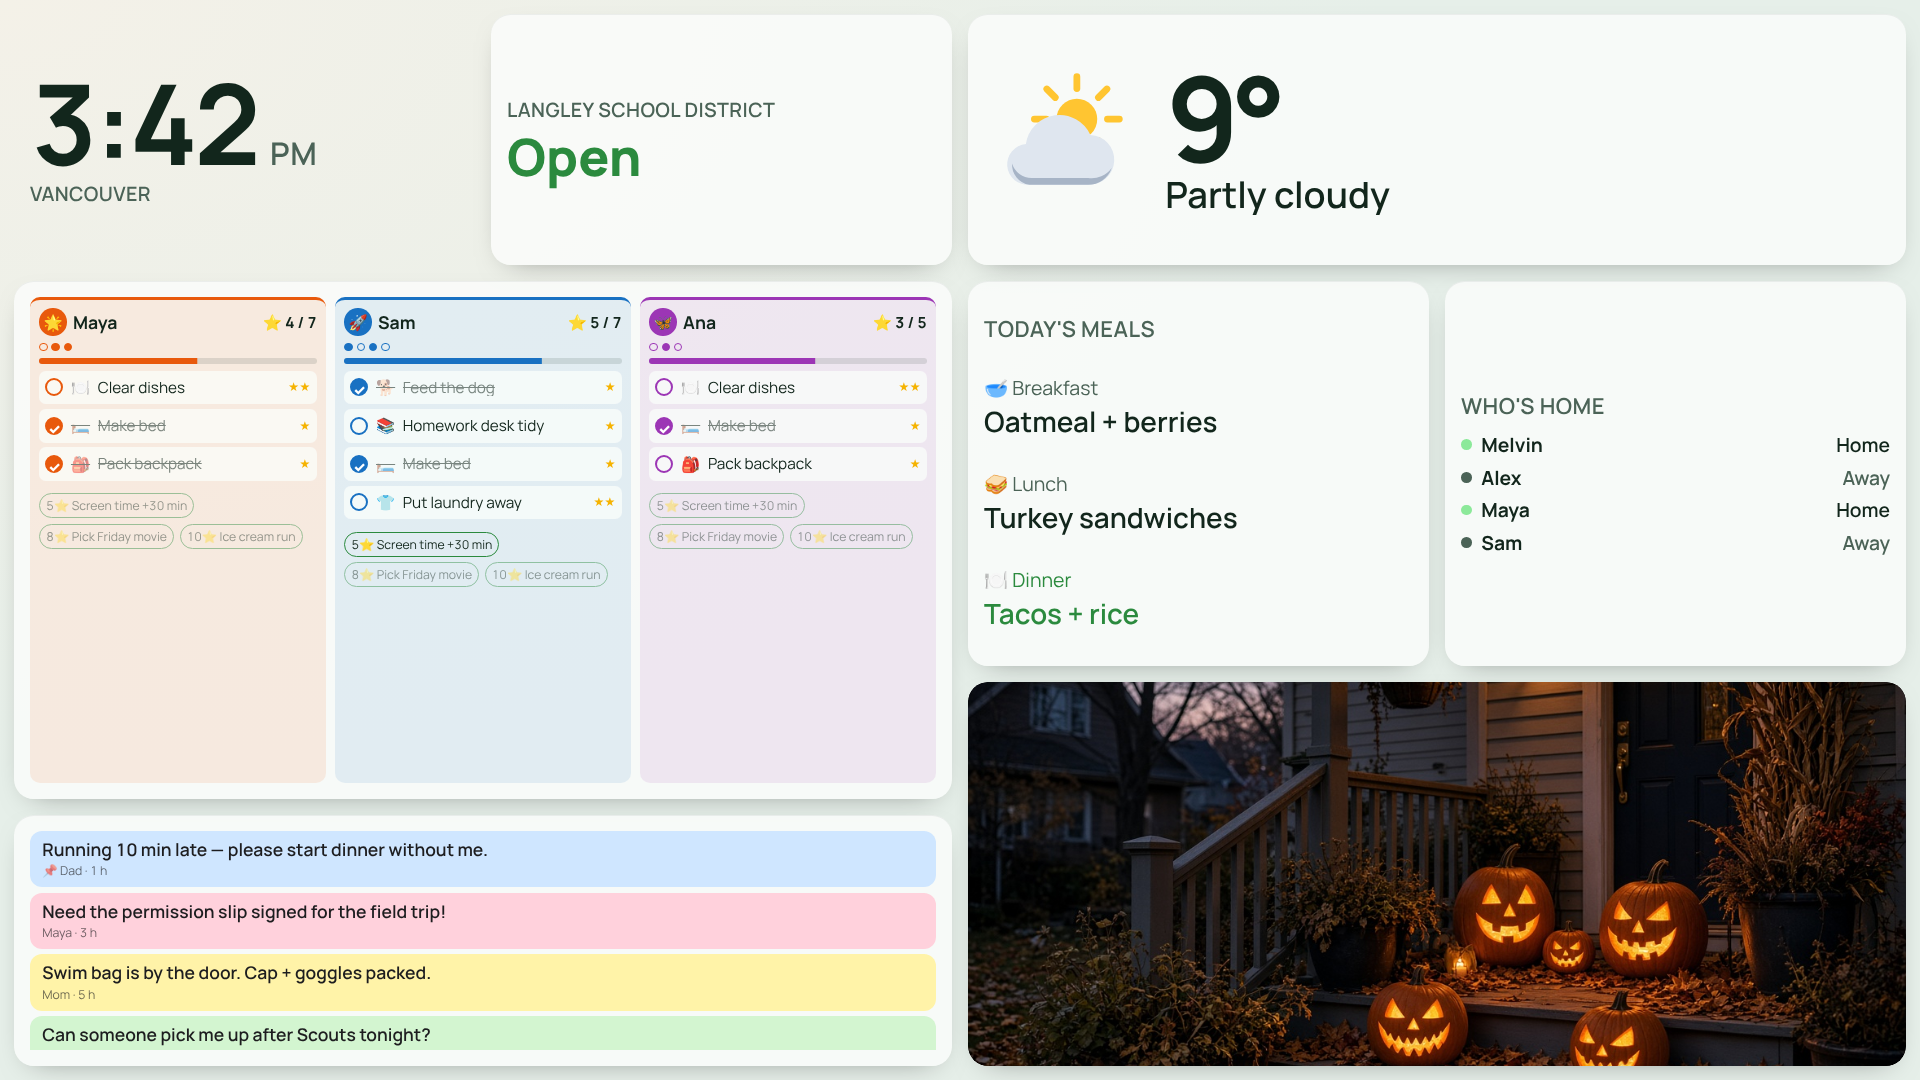 3:42 PM
VANCOUVER
LANGLEY SCHOOL DISTRICT
Open
9°
Partly cloudy
Maya
4 / 7
Clear dishes
Make bed
Pack backpack
5⭐ Screen time +30 min
8⭐ Pick Friday movie
10⭐ Ice cream run
Sam
5 / 7
Feed the dog
Homework desk tidy
Make bed
Put laundry away
5⭐ Screen time +30 min
8⭐ Pick Friday movie
10⭐ Ice cream run
Ana
3 / 5
Clear dishes
Make bed
Pack backpack
5⭐ Screen time +30 min
8⭐ Pick Friday movie
10⭐ Ice cream run
TODAY'S MEALS
Breakfast
Oatmeal + berries
Lunch
Turkey sandwiches
Dinner
Tacos + rice
WHO'S HOME
Melvin Home
Alex Away
Maya Home
Sam Away
Running 10 min late — please start dinner without me.
📌 Dad · 1 h
Need the permission slip signed for the field trip!
Maya · 3 h
Swim bag is by the door. Cap + goggles packed.
Mom · 5 h
Can someone pick me up after Scouts tonight?